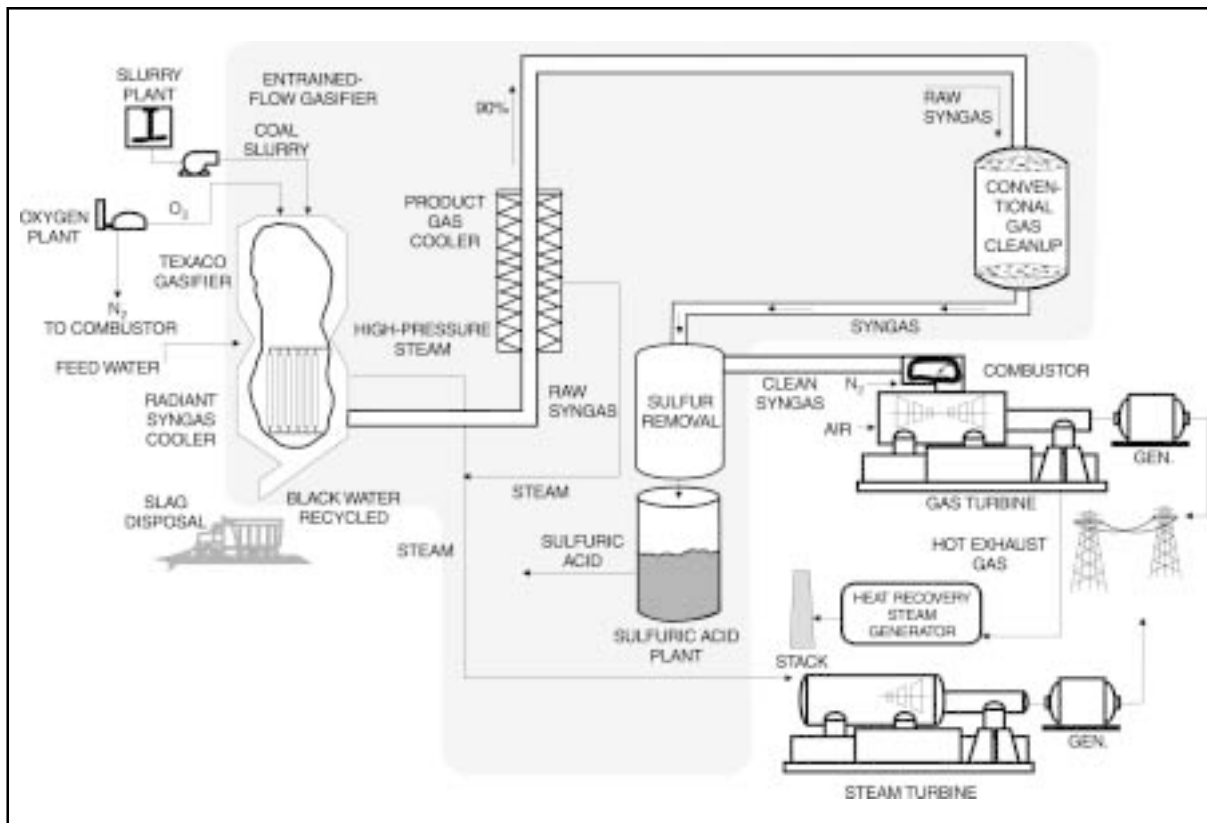 SLURRY
PLANT
ENTRAINED-
FLOW GASIFIER
COAL
SLURRY
90%
RAW
SYNGAS
OXYGEN
PLANT
O2
PRODUCT
GAS
COOLER
CONVEN-
TIONAL
GAS
CLEANUP
TEXACO
GASIFIER
N2
TO COMBUSTOR
FEED WATER
HIGH-PRESSURE
STEAM
SYNGAS
RADIANT
SYNGAS
COOLER
RAW
SYNGAS
SULFUR
REMOVAL
CLEAN
SYNGAS
N2
COMBUSTOR
AIR
GEN.
GAS TURBINE
SLAG
DISPOSAL
BLACK WATER
RECYCLED
STEAM
STEAM
SULFURIC
ACID
SULFURIC ACID
PLANT
HOT EXHAUST
GAS
HEAT RECOVERY
STEAM
GENERATOR
STACK
GEN.
STEAM TURBINE